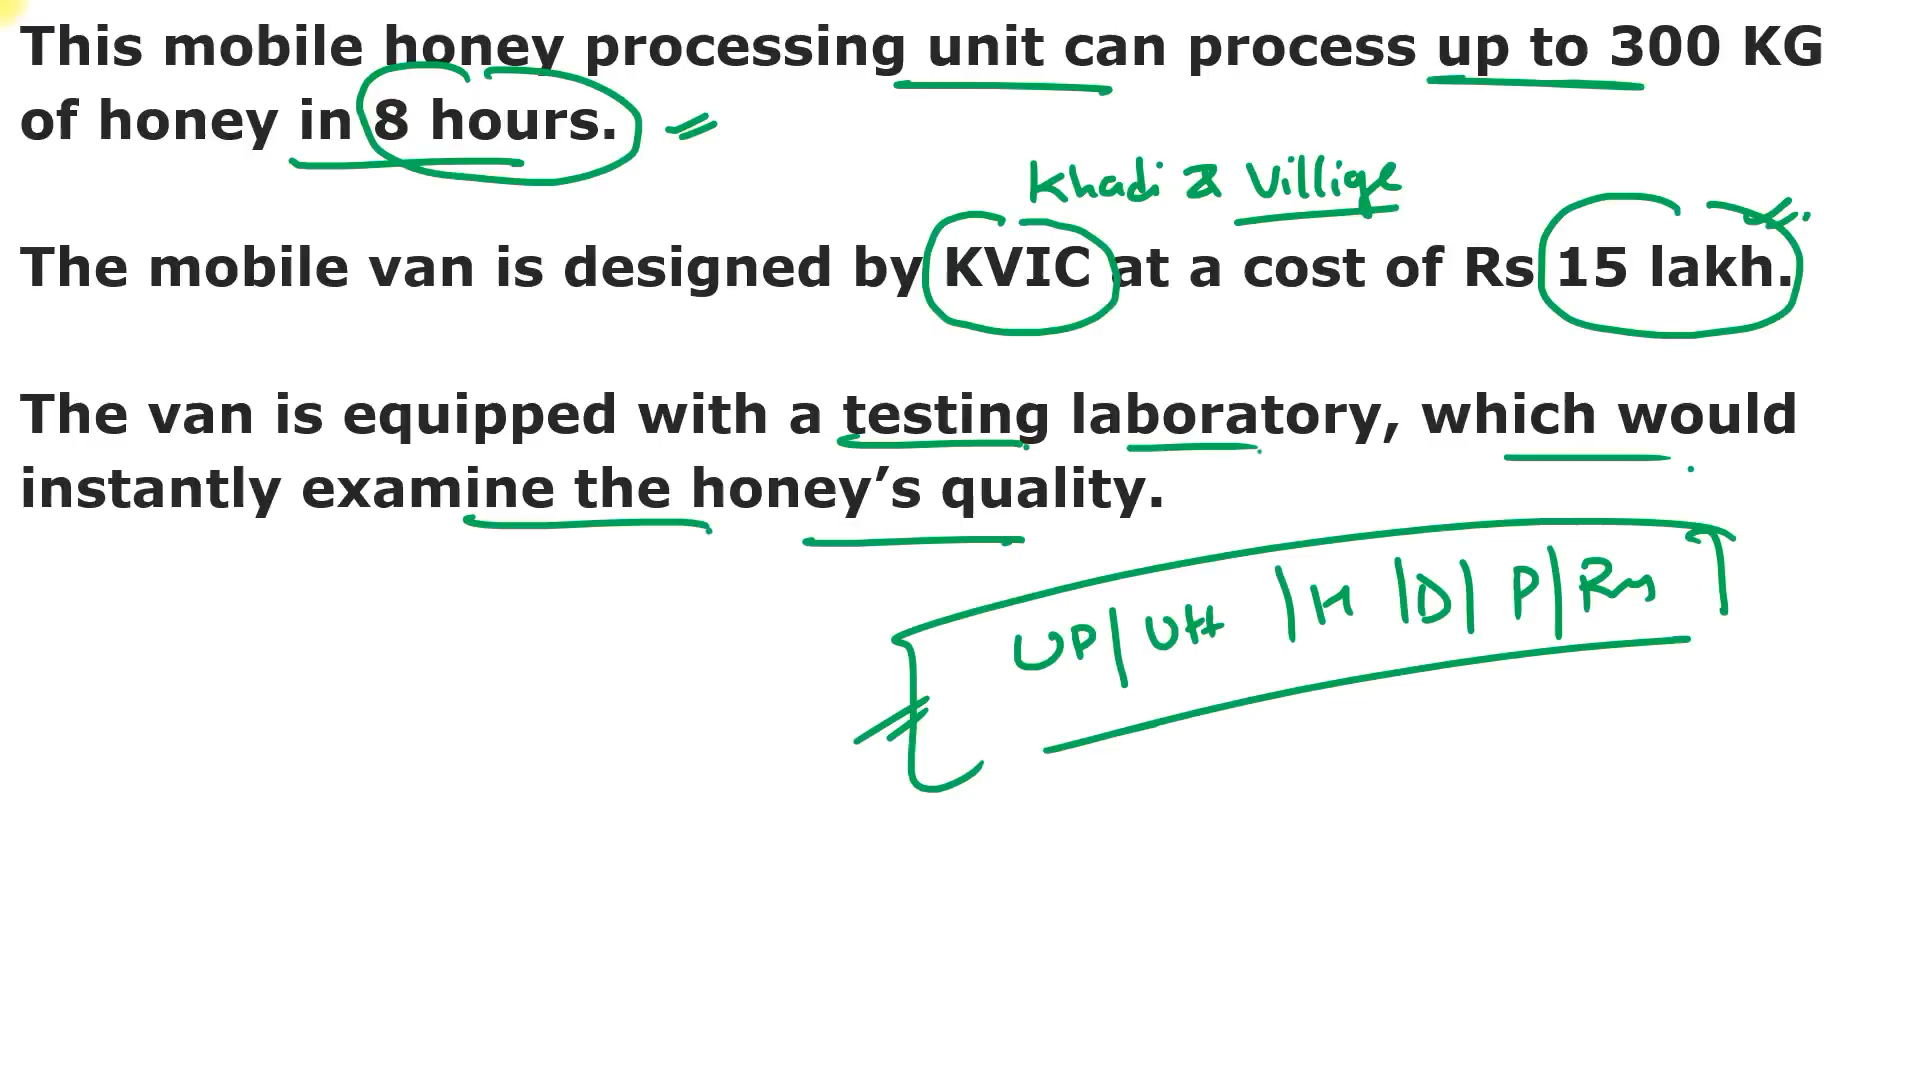 This mobile honey processing unit can process up to 300 KG
of honey in 8 hours.
Khadi & Villiqe
The mobile van is designed by KVIC at a cost of Rs 15 lakh.
The van is equipped with a testing laboratory, which would
instantly examine the honey’s quality.
UP| Utt |H |D| P| Ray